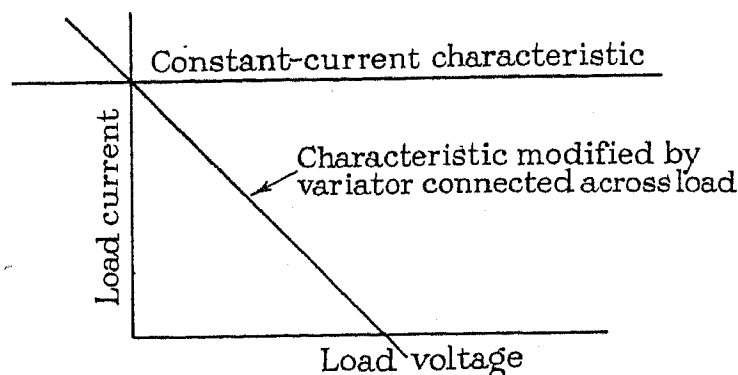 Constant-current characteristic
Load current
Characteristic modified by
variator connected across load
Load voltage